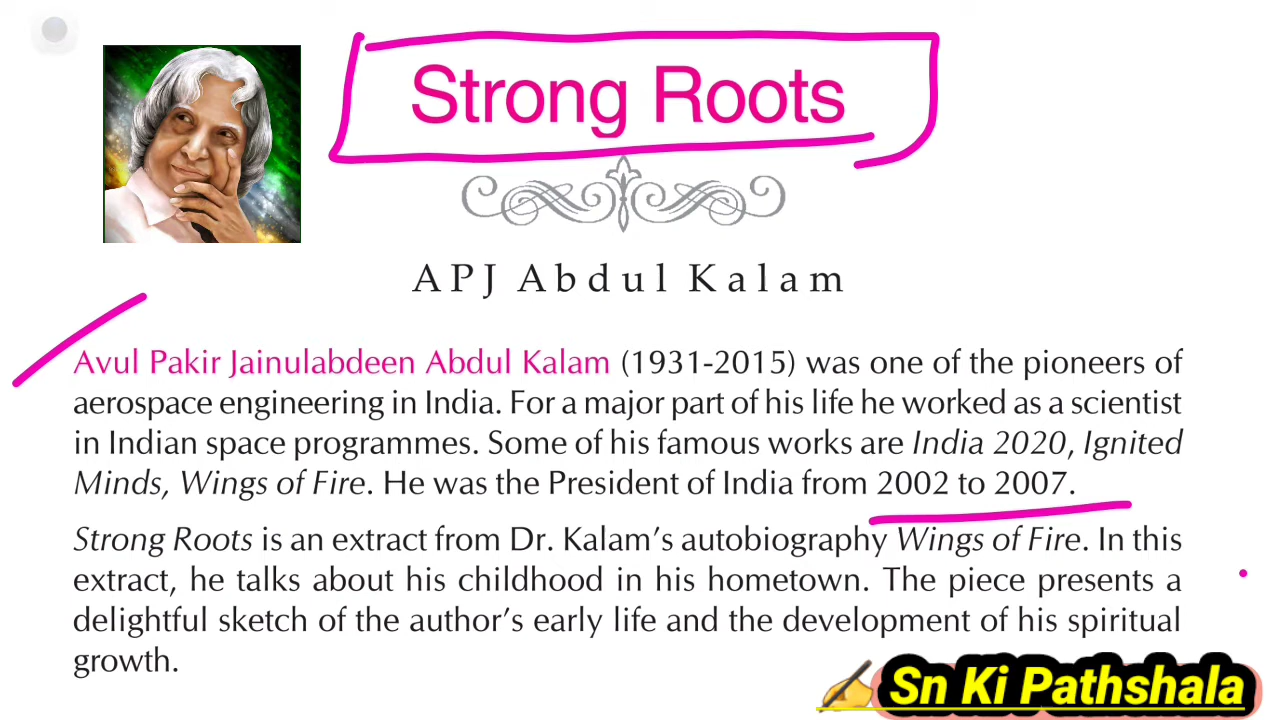 Strong Roots
APJ Abdul Kalam
Avul Pakir Jainulabdeen Abdul Kalam (1931-2015) was one of the pioneers of
aerospace engineering in India. For a major part of his life he worked as a scientist
in Indian space programmes. Some of his famous works are India 2020, Ignited
Minds, Wings of Fire. He was the President of India from 2002 to 2007.
Strong Roots is an extract from Dr. Kalam’s autobiography Wings of Fire. In this
extract, he talks about his childhood in his hometown. The piece presents a
delightful sketch of the author’s early life and the development of his spiritual
growth.
Sn Ki Pathshala